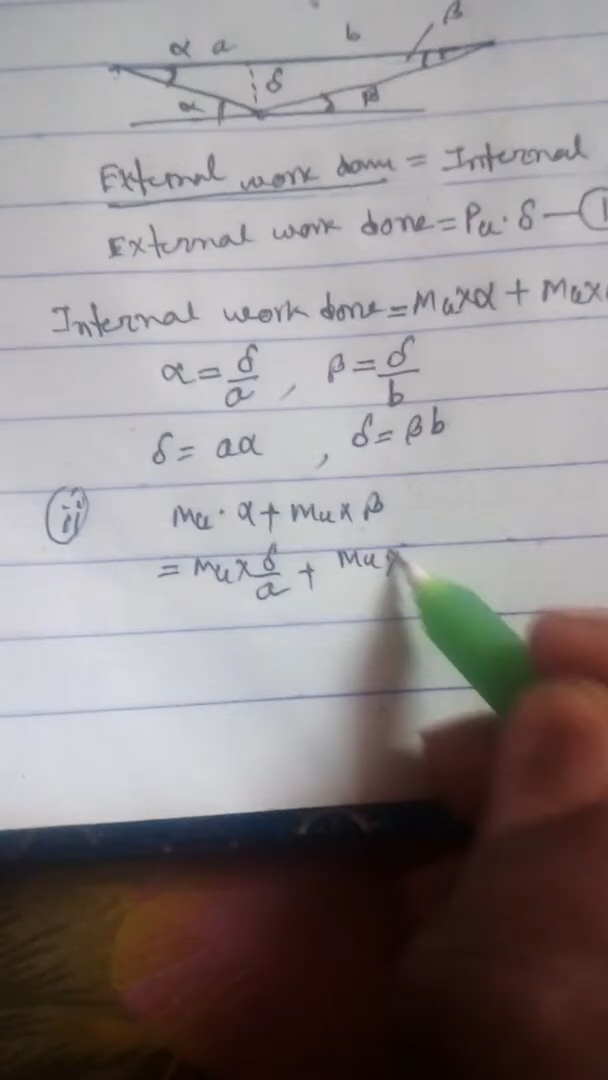 α a b β
δ
α β
External work done = Internal
External work done = Pu · δ — 1
Internal work done = Mu x α + Mu x
α = δ/a , β = δ/b
δ = aα , δ = βb
ii Mu · α + Mu x β
= Mu x δ/a + Mu x